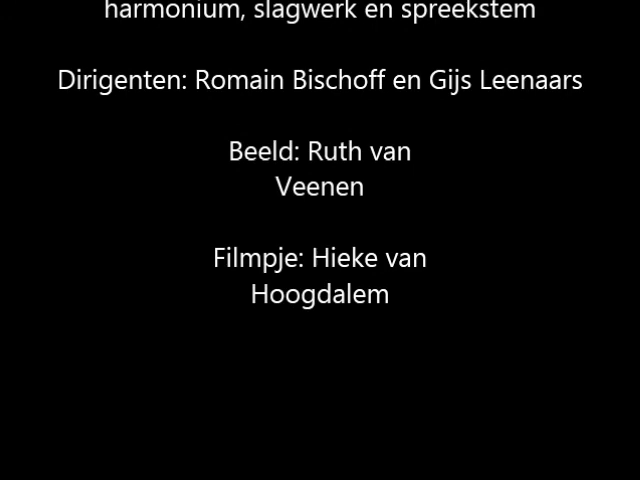 harmonium, slagwerk en spreekstem
Dirigenten: Romain Bischoff en Gijs Leenaars
Beeld: Ruth van
Veenen
Filmpje: Hieke van
Hoogdalem